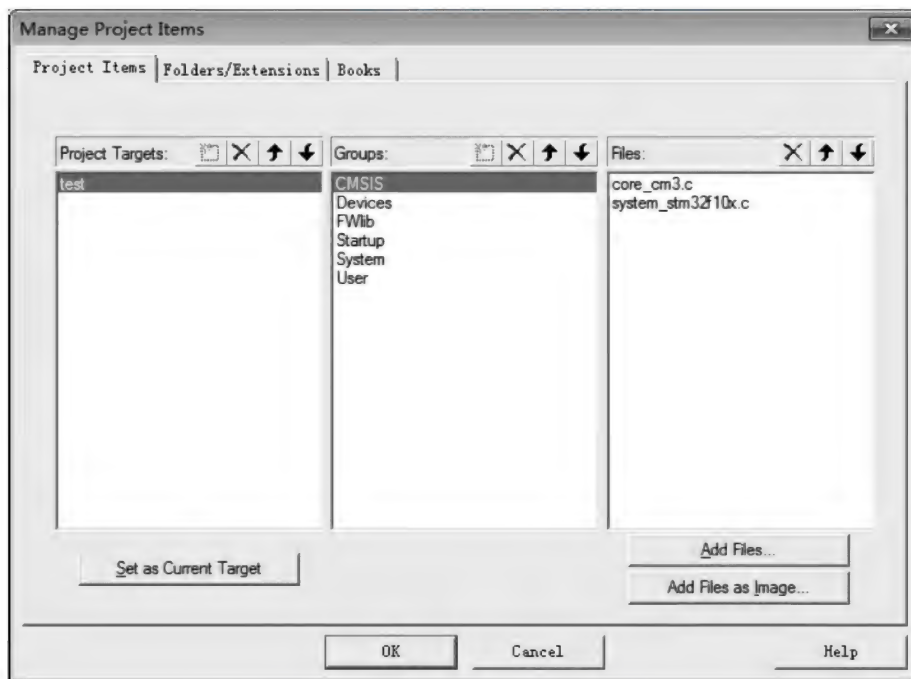 Manage Project Items
Project Items Folders/Extensions Books
Project Targets: Groups: Files:
test
CMSIS
Devices
FWlib
Startup
System
User
core_cm3.c
system_stm32f10x.c
Set as Current Target
Add Files...
Add Files as Image...
OK Cancel Help